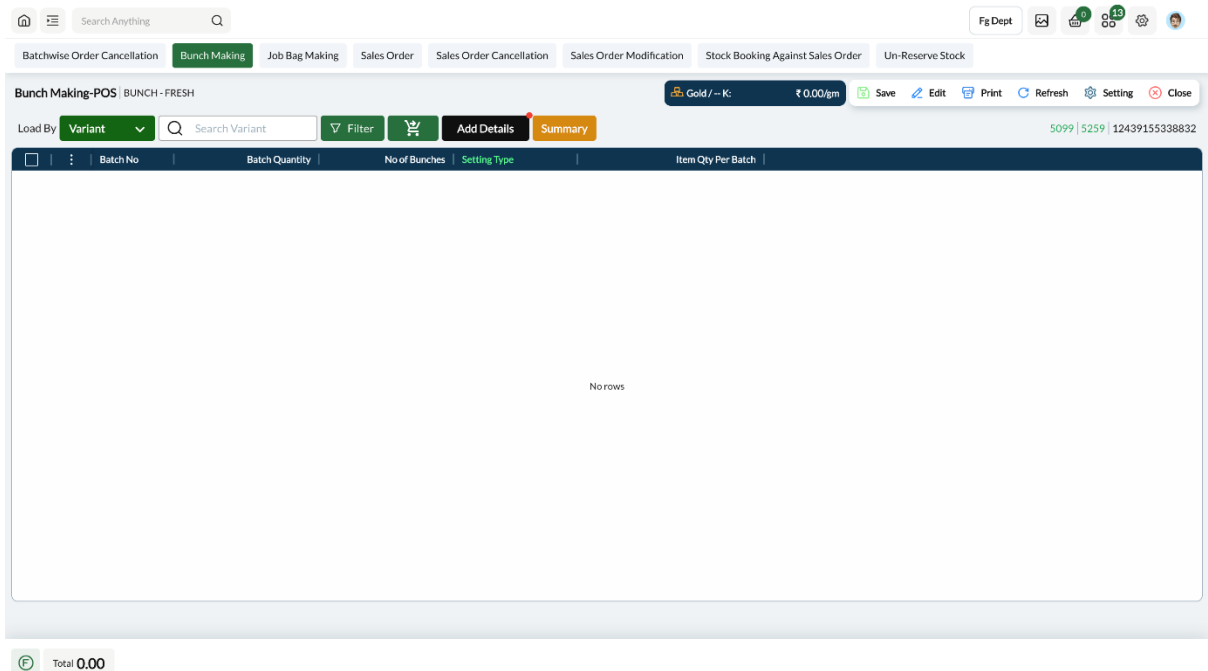 Search Anything Fg Dept 0 13
Batchwise Order Cancellation Bunch Making Job Bag Making Sales Order Sales Order Cancellation Sales Order Modification Stock Booking Against Sales Order Un-Reserve Stock
Bunch Making-POS BUNCH - FRESH Gold / -- K: ₹ 0.00/gm Save Edit Print Refresh Setting Close
Load By Variant Search Variant Filter Add Details Summary 5099 5259 12439155338832
Batch No Batch Quantity No of Bunches Setting Type Item Qty Per Batch
No rows
F Total 0.00